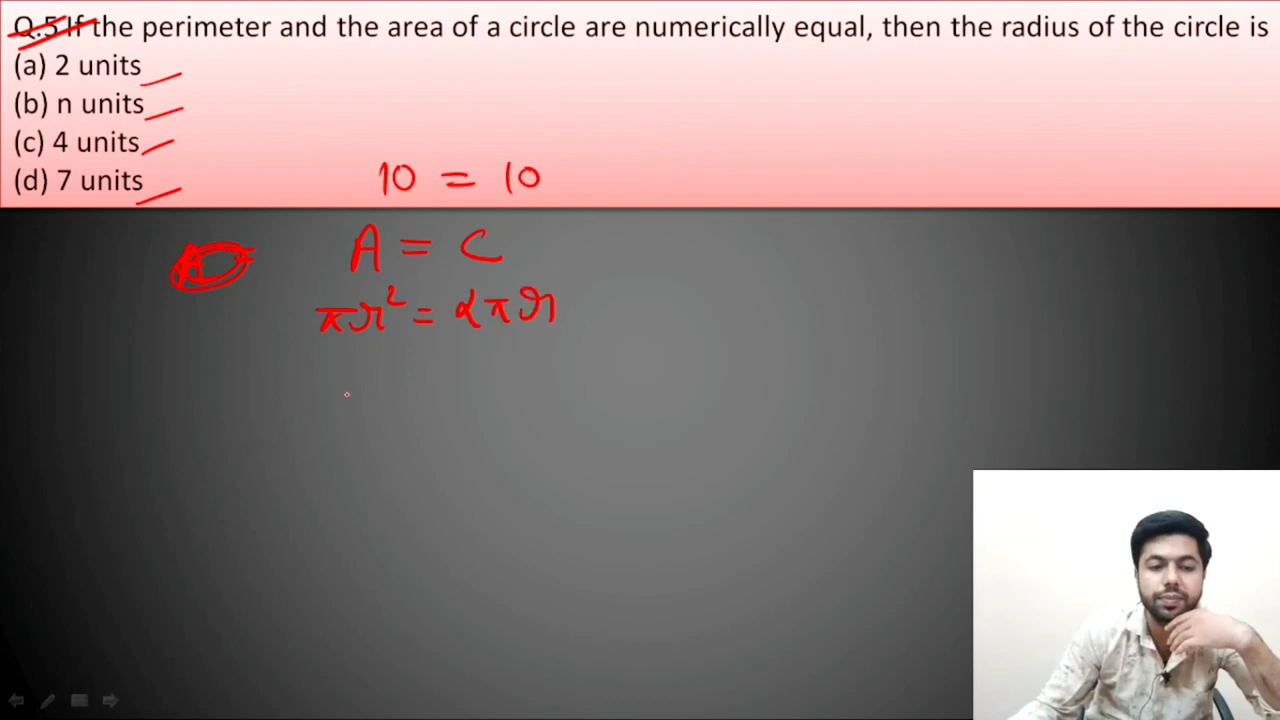 Q.5 If the perimeter and the area of a circle are numerically equal, then the radius of the circle is
(a) 2 units
(b) n units
(c) 4 units
(d) 7 units
10 = 10
A = C
πr² = 2πr